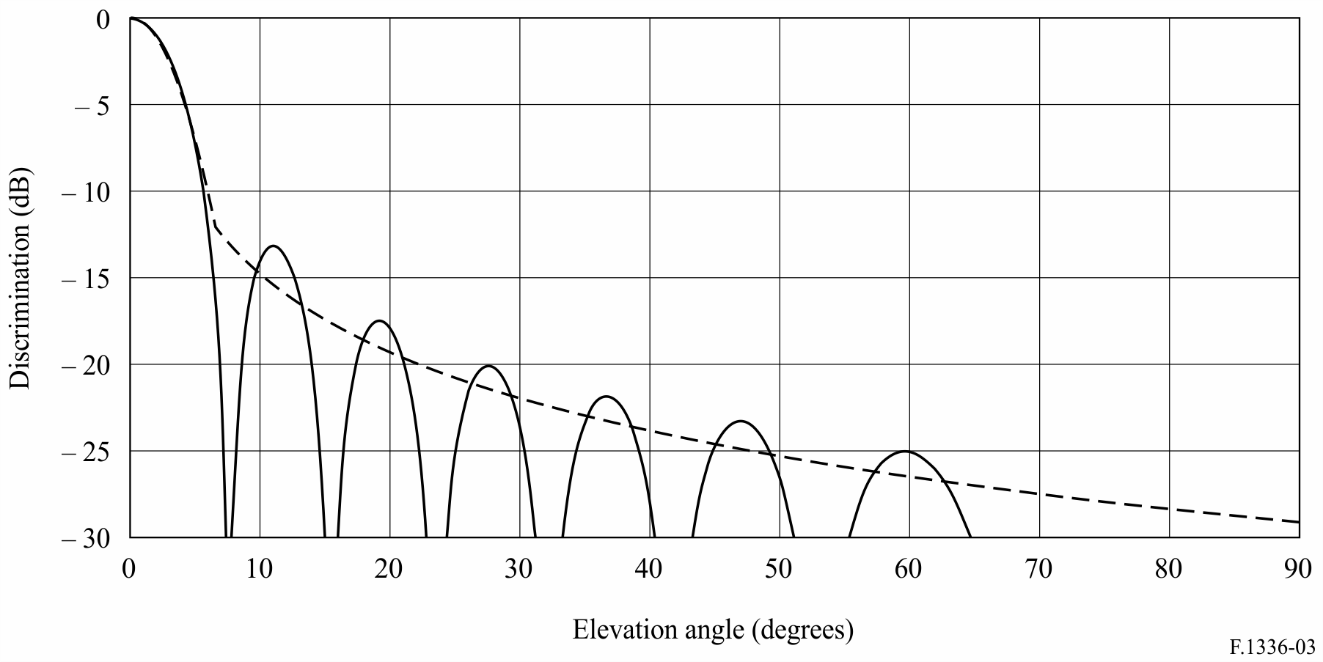 0
– 5
– 10
– 15
– 20
– 25
– 30
Discrimination (dB)
0 10 20 30 40 50 60 70 80 90
Elevation angle (degrees)
F.1336-03